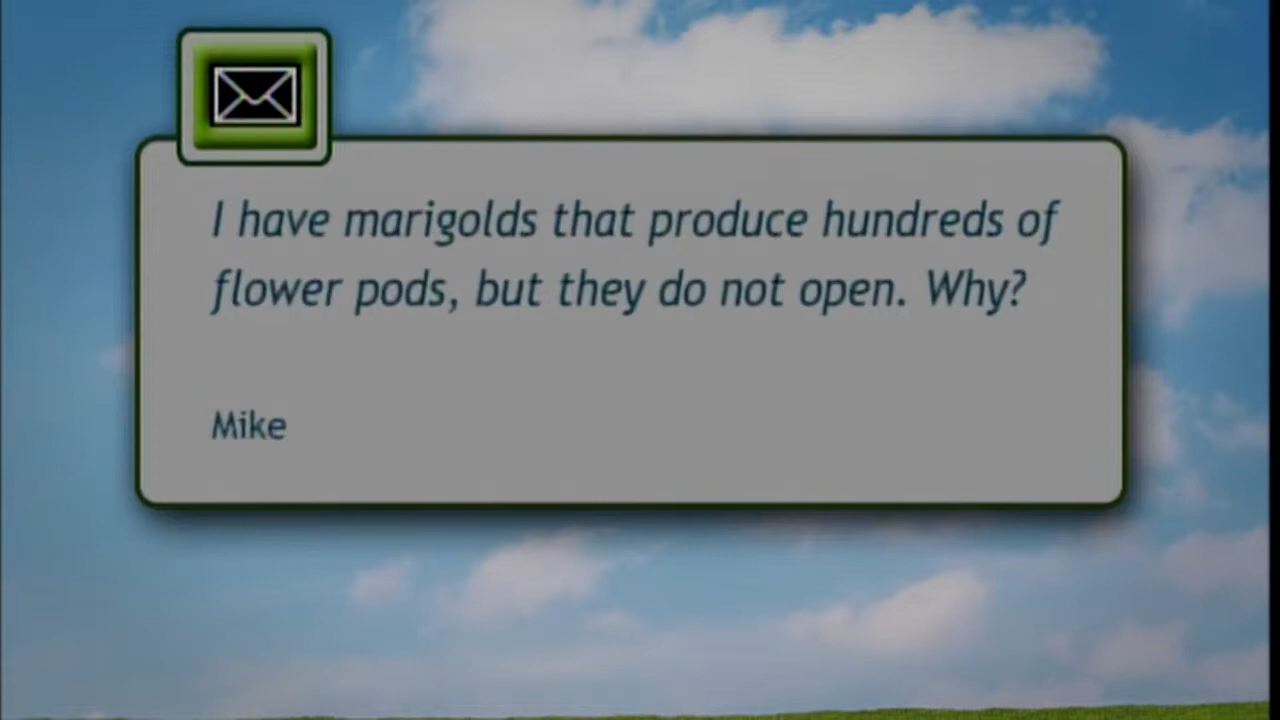 I have marigolds that produce hundreds of
flower pods, but they do not open. Why?
Mike